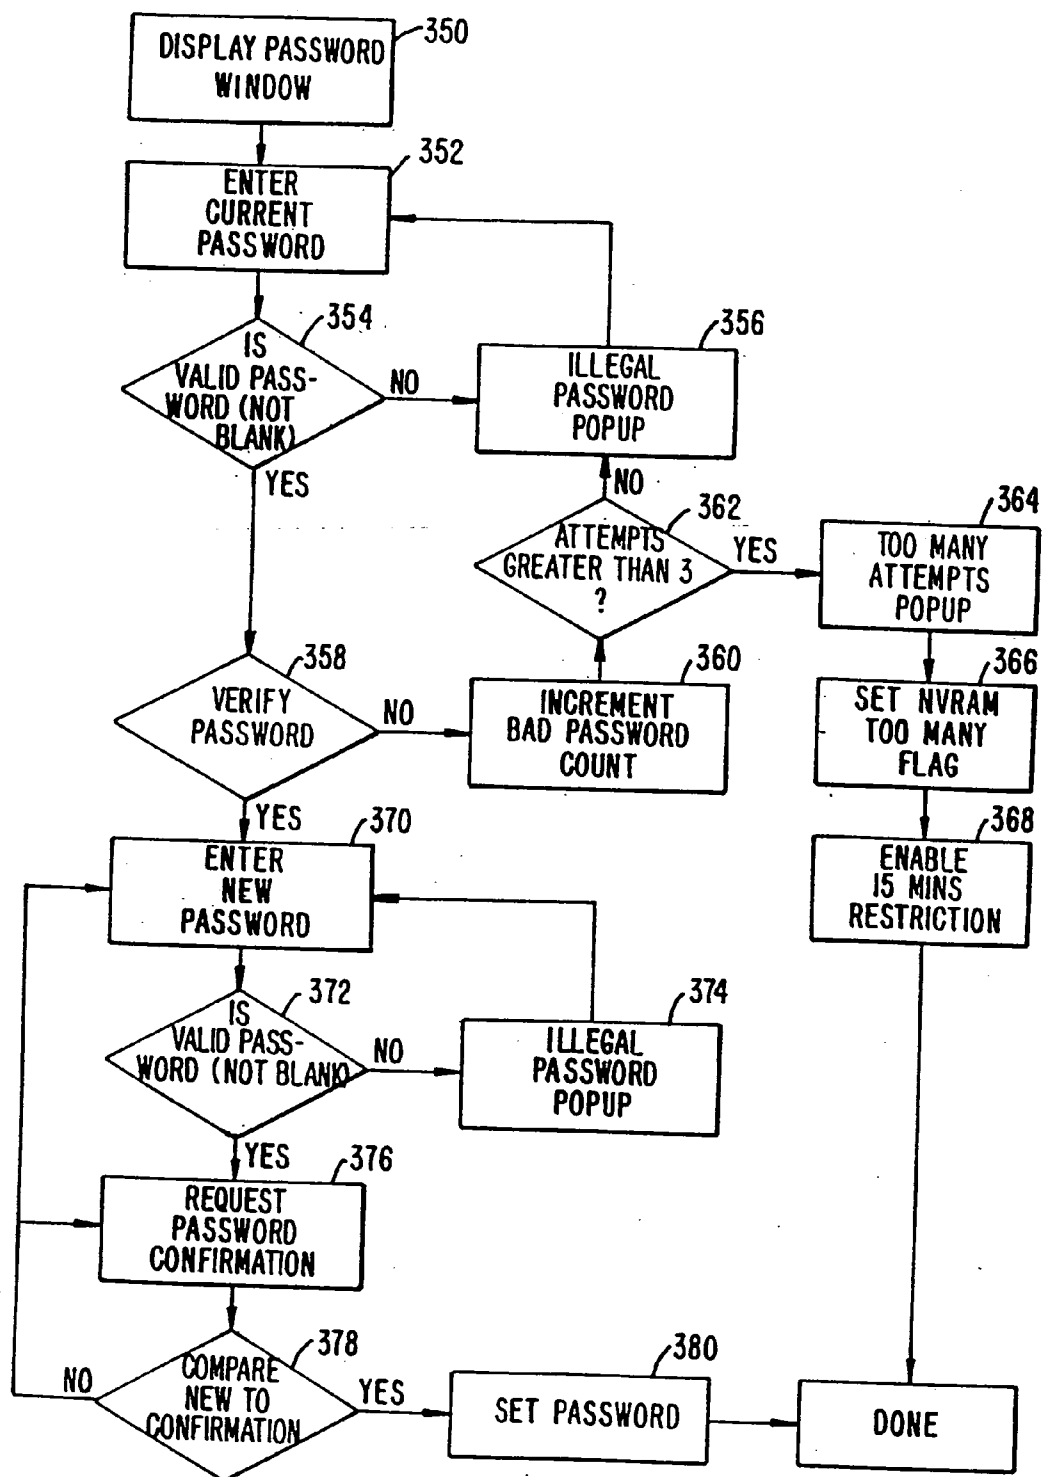 350
DISPLAY PASSWORD
WINDOW
352
ENTER
CURRENT
PASSWORD
354
IS
VALID PASS-
WORD (NOT
BLANK)
NO
YES
356
ILLEGAL
PASSWORD
POPUP
NO
362
ATTEMPTS
GREATER THAN 3
?
YES
364
TOO MANY
ATTEMPTS
POPUP
358
VERIFY
PASSWORD
NO
YES
360
INCREMENT
BAD PASSWORD
COUNT
366
SET NVRAM
TOO MANY
FLAG
368
ENABLE
15 MINS
RESTRICTION
370
ENTER
NEW
PASSWORD
372
IS
VALID PASS-
WORD (NOT BLANK)
NO
YES
374
ILLEGAL
PASSWORD
POPUP
376
REQUEST
PASSWORD
CONFIRMATION
378
COMPARE
NEW TO
CONFIRMATION
NO
YES
380
SET PASSWORD
DONE